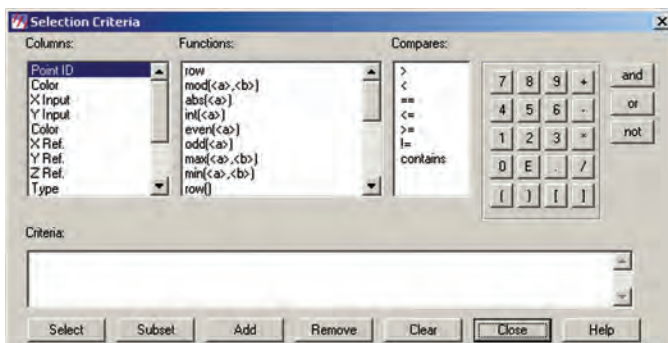 Selection Criteria
Columns:
Point ID
Color
X Input
Y Input
Color
X Ref.
Y Ref.
Z Ref.
Type
Functions:
row
mod(<a>,<b>)
abs(<a>)
int(<a>)
even(<a>)
odd(<a>)
max(<a>,<b>)
min(<a>,<b>)
row()
Compares:
>
<
==
<=
>=
!=
contains
7 8 9 +
4 5 6 -
1 2 3 *
0 E . /
( ) [ ]
and
or
not
Criteria:
Select Subset Add Remove Clear Close Help